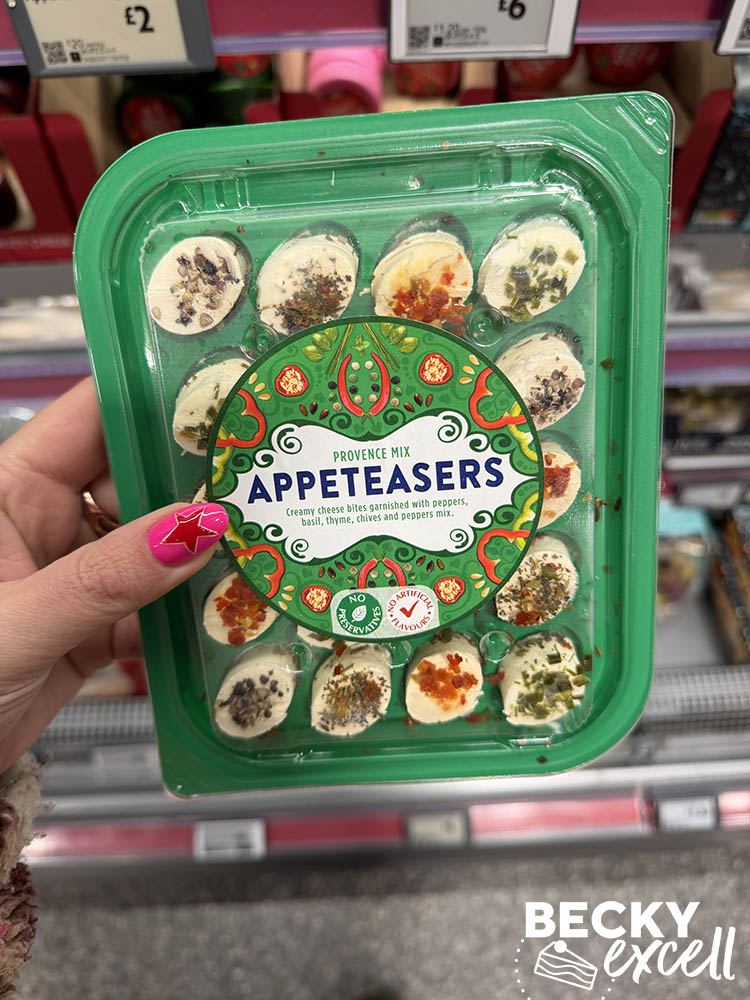 £2
£6
PROVENCE MIX
APPETEASERS
Creamy cheese bites garnished with peppers,
basil, thyme, chives and peppers mix.
NO
PRESERVATIVES
NO ARTIFICIAL
FLAVOURS
BECKY
excell